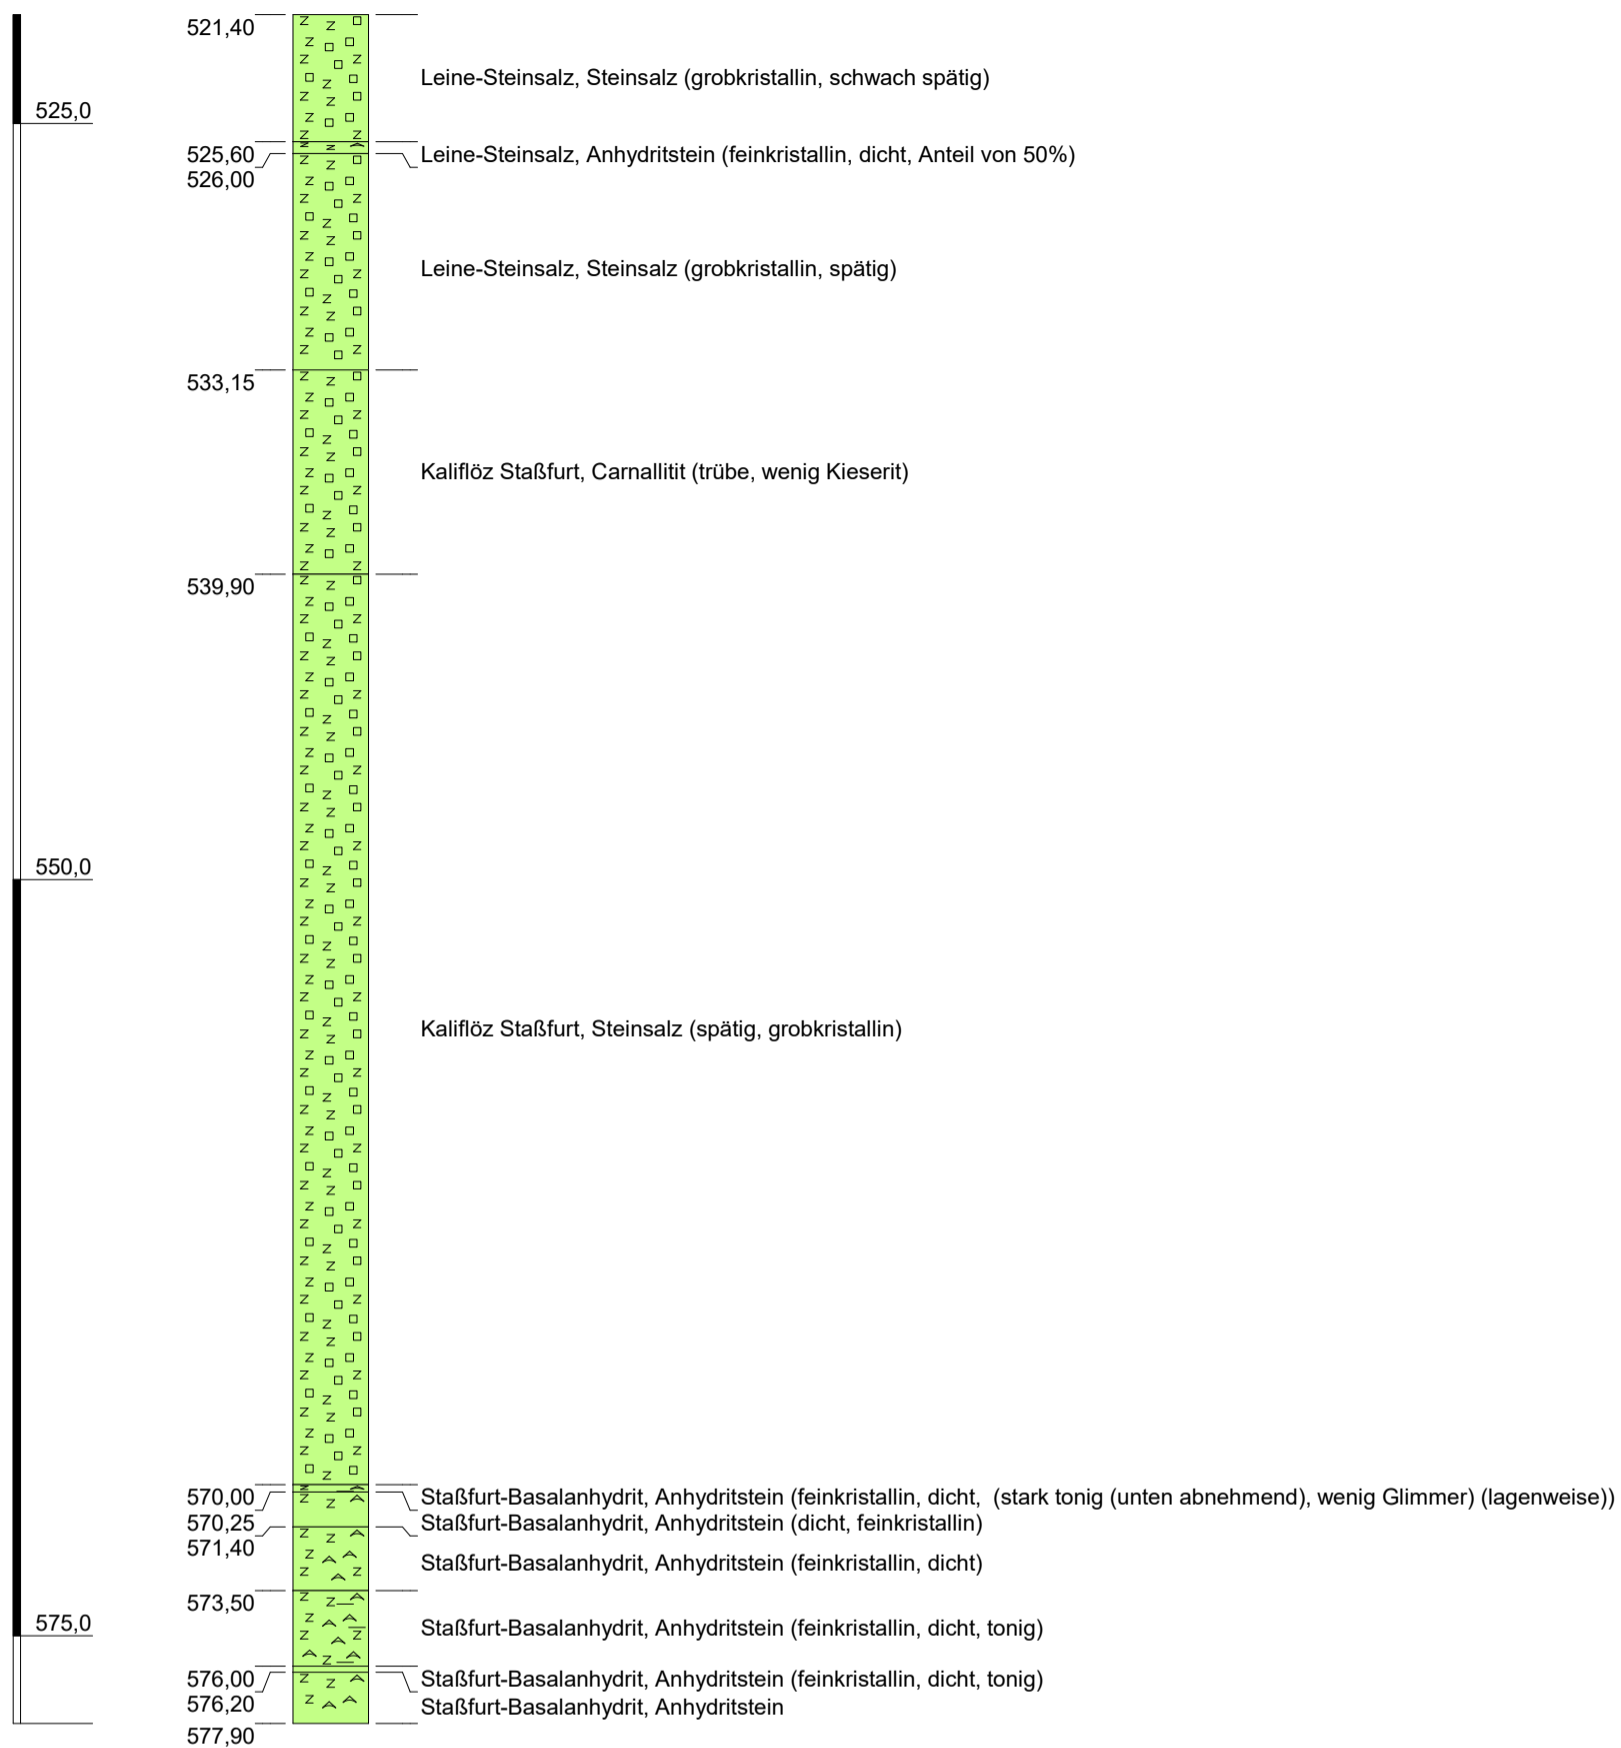 521,40
Leine-Steinsalz, Steinsalz (grobkristallin, schwach spätig)
525,0
525,60
Leine-Steinsalz, Anhydritstein (feinkristallin, dicht, Anteil von 50%)
526,00
Leine-Steinsalz, Steinsalz (grobkristallin, spätig)
533,15
Kaliflöz Staßfurt, Carnallitit (trübe, wenig Kieserit)
539,90
550,0
Kaliflöz Staßfurt, Steinsalz (spätig, grobkristallin)
570,00
Staßfurt-Basalanhydrit, Anhydritstein (feinkristallin, dicht,  (stark tonig (unten abnehmend), wenig Glimmer) (lagenweise))
570,25
Staßfurt-Basalanhydrit, Anhydritstein (dicht, feinkristallin)
571,40
Staßfurt-Basalanhydrit, Anhydritstein (feinkristallin, dicht)
573,50
575,0
Staßfurt-Basalanhydrit, Anhydritstein (feinkristallin, dicht, tonig)
576,00
Staßfurt-Basalanhydrit, Anhydritstein (feinkristallin, dicht, tonig)
576,20
Staßfurt-Basalanhydrit, Anhydritstein
577,90